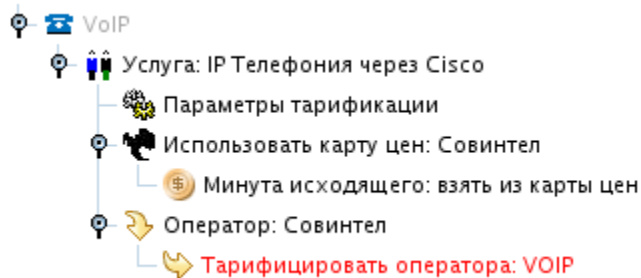 VoIP
Услуга: IP Телефония через Cisco
Параметры тарификации
Использовать карту цен: Совинтел
Минута исходящего: взять из карты цен
Оператор: Совинтел
Тарифицировать оператора: VOIP